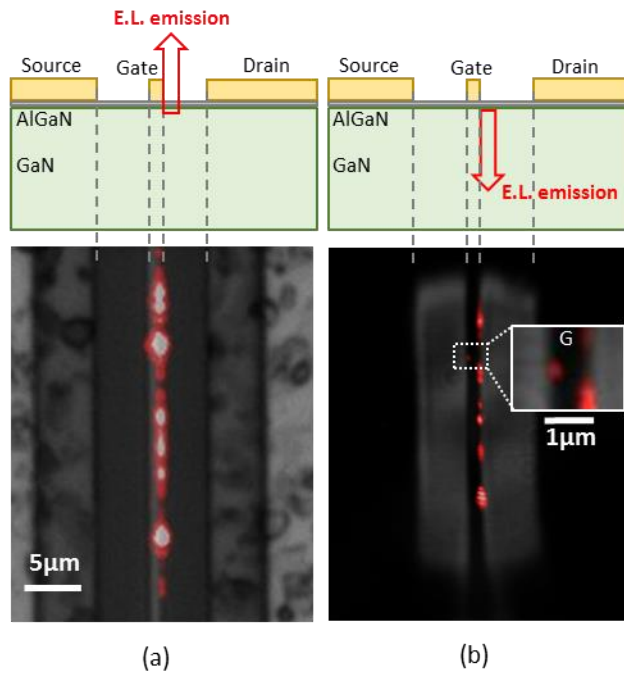 E.L. emission
Source Gate Drain
AlGaN
GaN
Source Gate Drain
AlGaN
GaN
E.L. emission
5μm
G
1μm
(a)
(b)